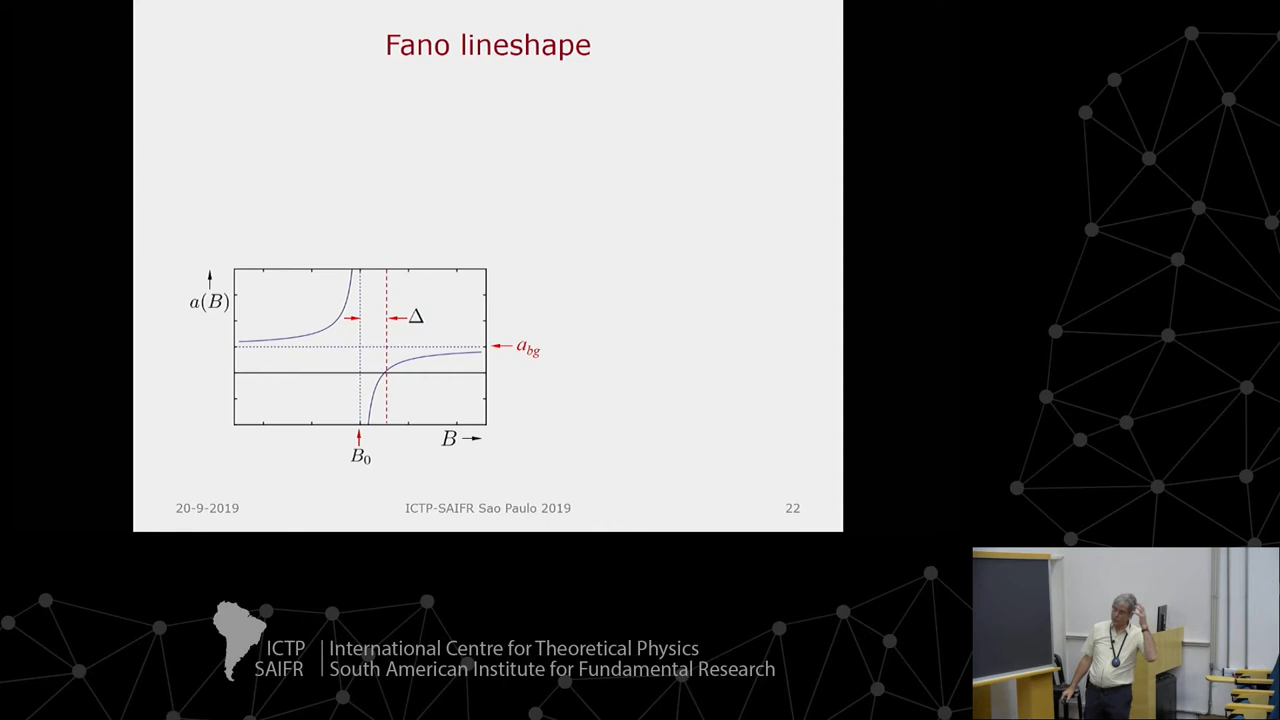 Fano lineshape
a(B)
Δ
a_bg
B
B₀
20-9-2019
ICTP-SAIFR Sao Paulo 2019
22
ICTP
SAIFR
International Centre for Theoretical Physics
South American Institute for Fundamental Research